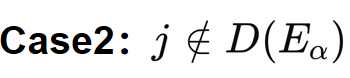 Case2: j ∉ D(E_α)